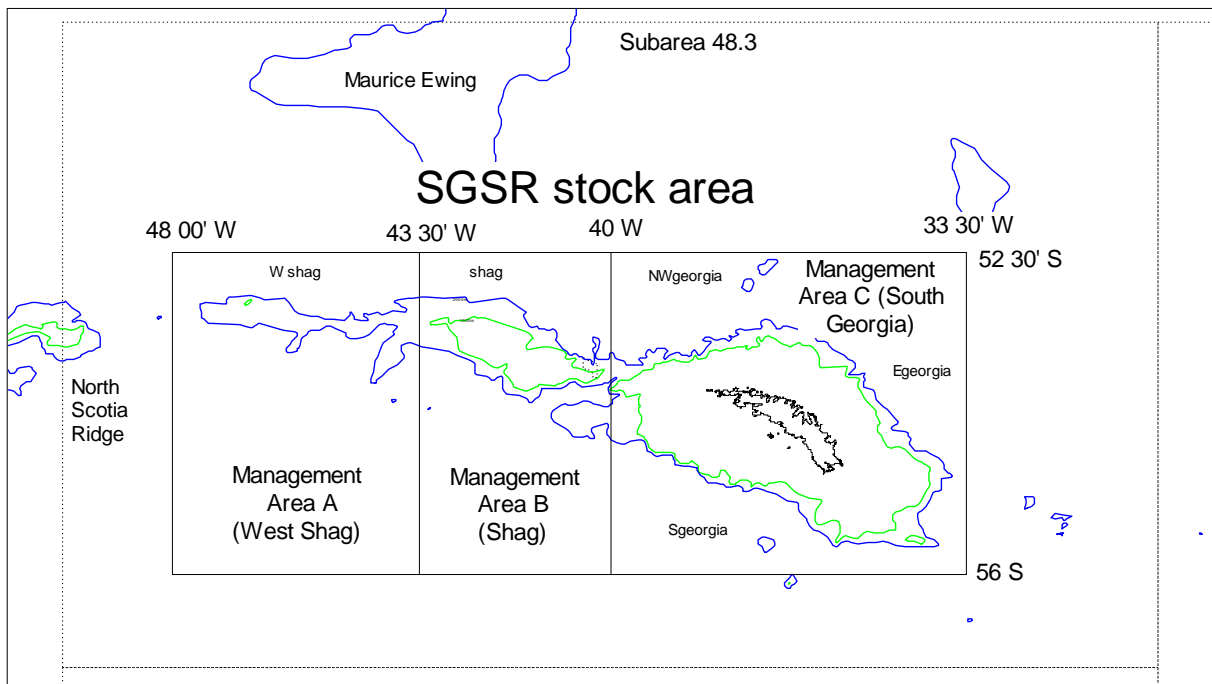 Subarea 48.3
Maurice Ewing
SGSR stock area
48 00' W
43 30' W
40 W
33 30' W
52 30' S
W shag
shag
NWgeorgia
Management
Area C (South
Georgia)
Egeorgia
North
Scotia
Ridge
Management
Area A
(West Shag)
Management
Area B
(Shag)
Sgeorgia
56 S